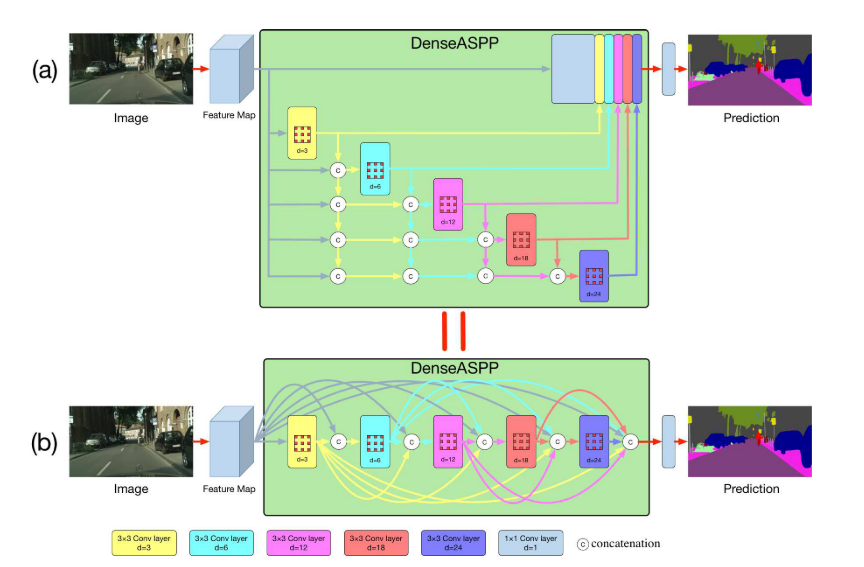 DenseASPP
(a)
Image
Feature Map
d=3
C
d=6
C
C
d=12
C
C
C
d=18
C
C
C
C
d=24
Prediction
DenseASPP
(b)
Image
Feature Map
d=3
C
d=6
C
d=12
C
d=18
C
d=24
C
Prediction
3×3 Conv layer
d=3
3×3 Conv layer
d=6
3×3 Conv layer
d=12
3×3 Conv layer
d=18
3×3 Conv layer
d=24
1×1 Conv layer
d=1
C concatenation